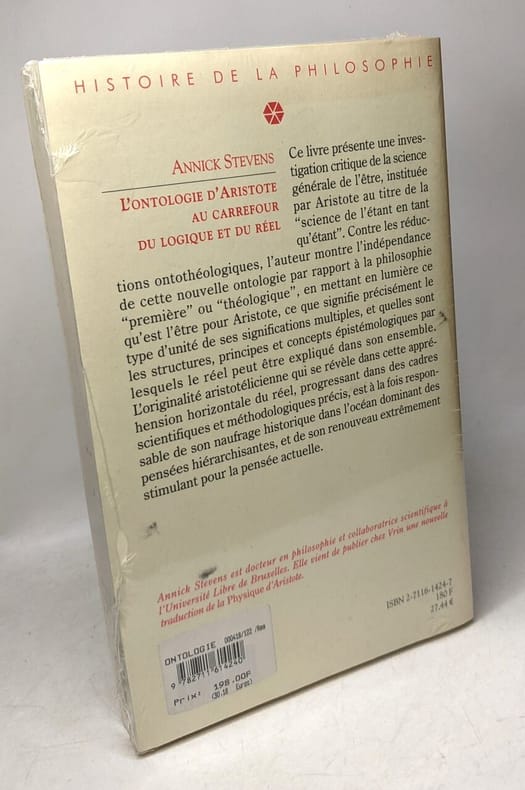 HISTOIRE DE LA PHILOSOPHIE
ANNICK STEVENS
L'ONTOLOGIE D'ARISTOTE
AU CARREFOUR
DU LOGIQUE ET DU RÉEL
Ce livre présente une inves-
tigation critique de la science
générale de l'être, instituée
par Aristote au titre de la
"science de l'étant en tant
qu'étant". Contre les réduc-
tions ontothéologiques, l'auteur montre l'indépendance
de cette nouvelle ontologie par rapport à la philosophie
"première" ou "théologique", en mettant en lumière ce
qu'est l'être pour Aristote, ce que signifie précisément le
type d'unité de ses significations multiples, et quelles sont
les structures, principes et concepts épistémologiques par
lesquels le réel peut être expliqué dans son ensemble.
L'originalité aristotélicienne qui se révèle dans cette appré-
hension horizontale du réel, progressant dans des cadres
scientifiques et méthodologiques précis, est à la fois respon-
sable de son naufrage historique dans l'océan dominant des
pensées hiérarchisantes, et de son renouveau extrêmement
stimulant pour la pensée actuelle.
Annick Stevens est docteur en philosophie et collaboratrice scientifique à
l'Université Libre de Bruxelles. Elle vient de publier chez Vrin une nouvelle
traduction de la Physique d'Aristote.
ISBN 2-7116-1424-7
180 F
27.44 €
ONTOLOGIE 000418/122
9 782711 614240
Prix: 198.00F
(30.18 Euros)